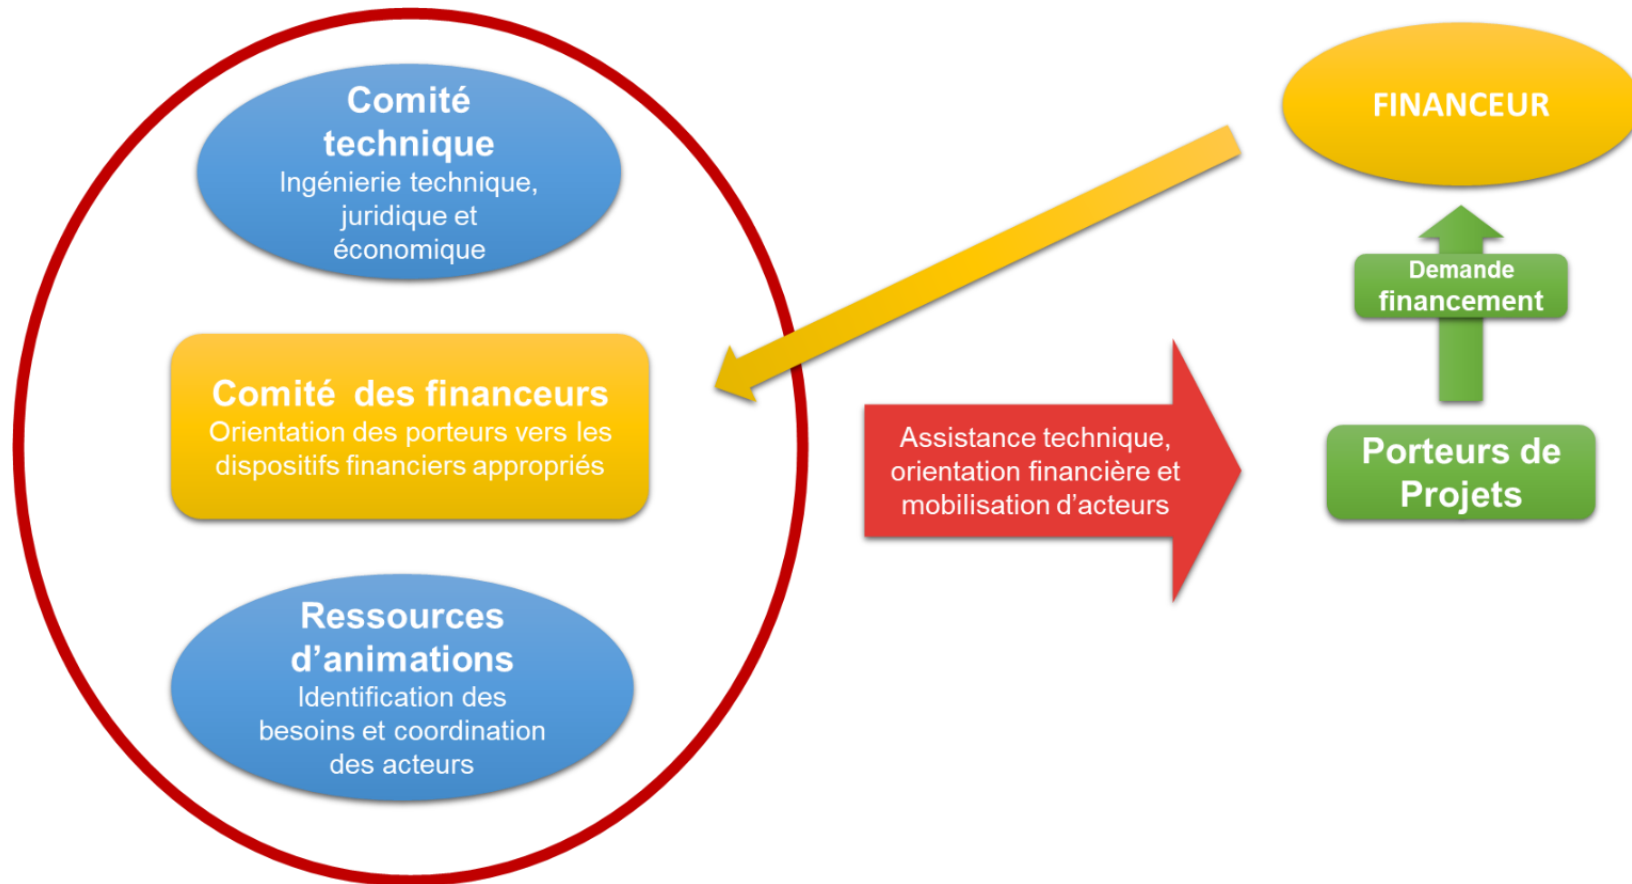 Comité
technique
Ingénierie technique,
juridique et
économique
Comité des financeurs
Orientation des porteurs vers les
dispositifs financiers appropriés
Ressources
d’animations
Identification des
besoins et coordination
des acteurs
Assistance technique,
orientation financière et
mobilisation d’acteurs
FINANCEUR
Demande
financement
Porteurs de
Projets